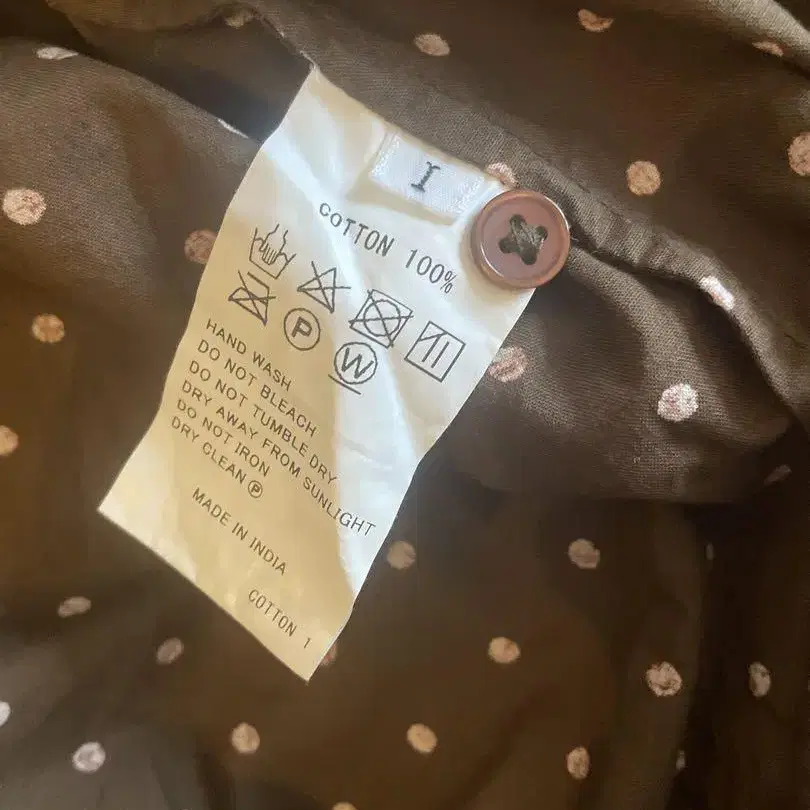 I
COTTON 100%
P
W
HAND WASH
DO NOT BLEACH
DO NOT TUMBLE DRY
DRY AWAY FROM SUNLIGHT
DO NOT IRON
DRY CLEAN Ⓟ
MADE IN INDIA
COTTON 1